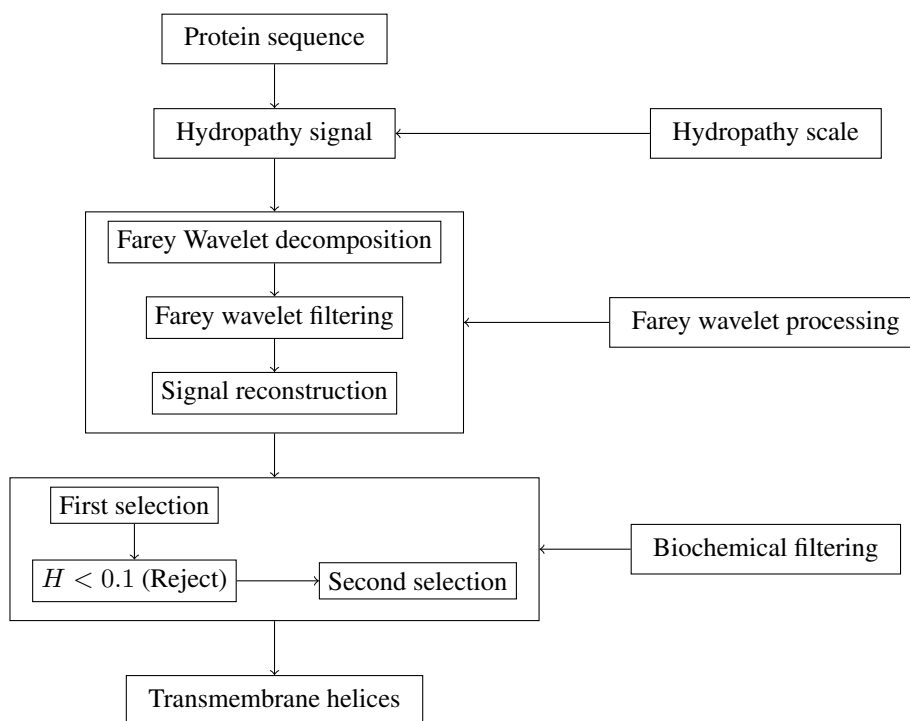 Protein sequence
Hydropathy signal
Hydropathy scale
Farey Wavelet decomposition
Farey wavelet filtering
Farey wavelet processing
Signal reconstruction
First selection
Biochemical filtering
H < 0.1 (Reject)
Second selection
Transmembrane helices